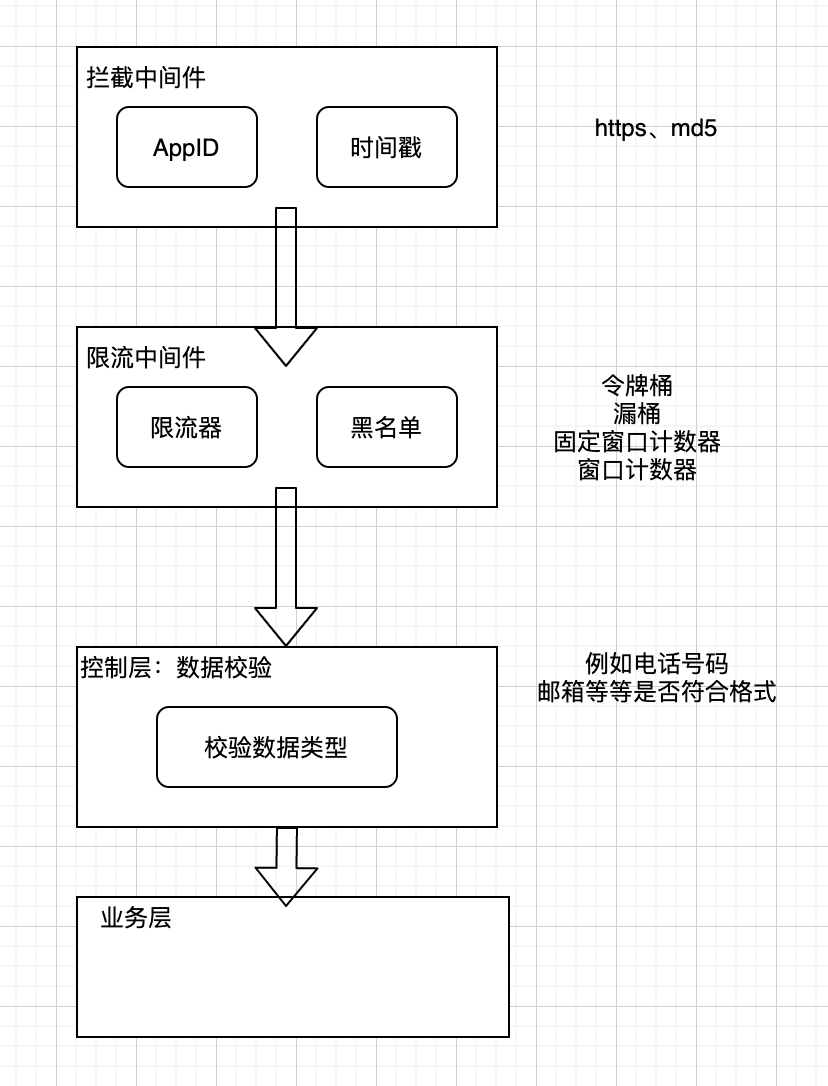 拦截中间件
AppID
时间戳
https、md5
限流中间件
限流器
黑名单
令牌桶
漏桶
固定窗口计数器
窗口计数器
控制层：数据校验
校验数据类型
例如电话号码
邮箱等等是否符合格式
业务层